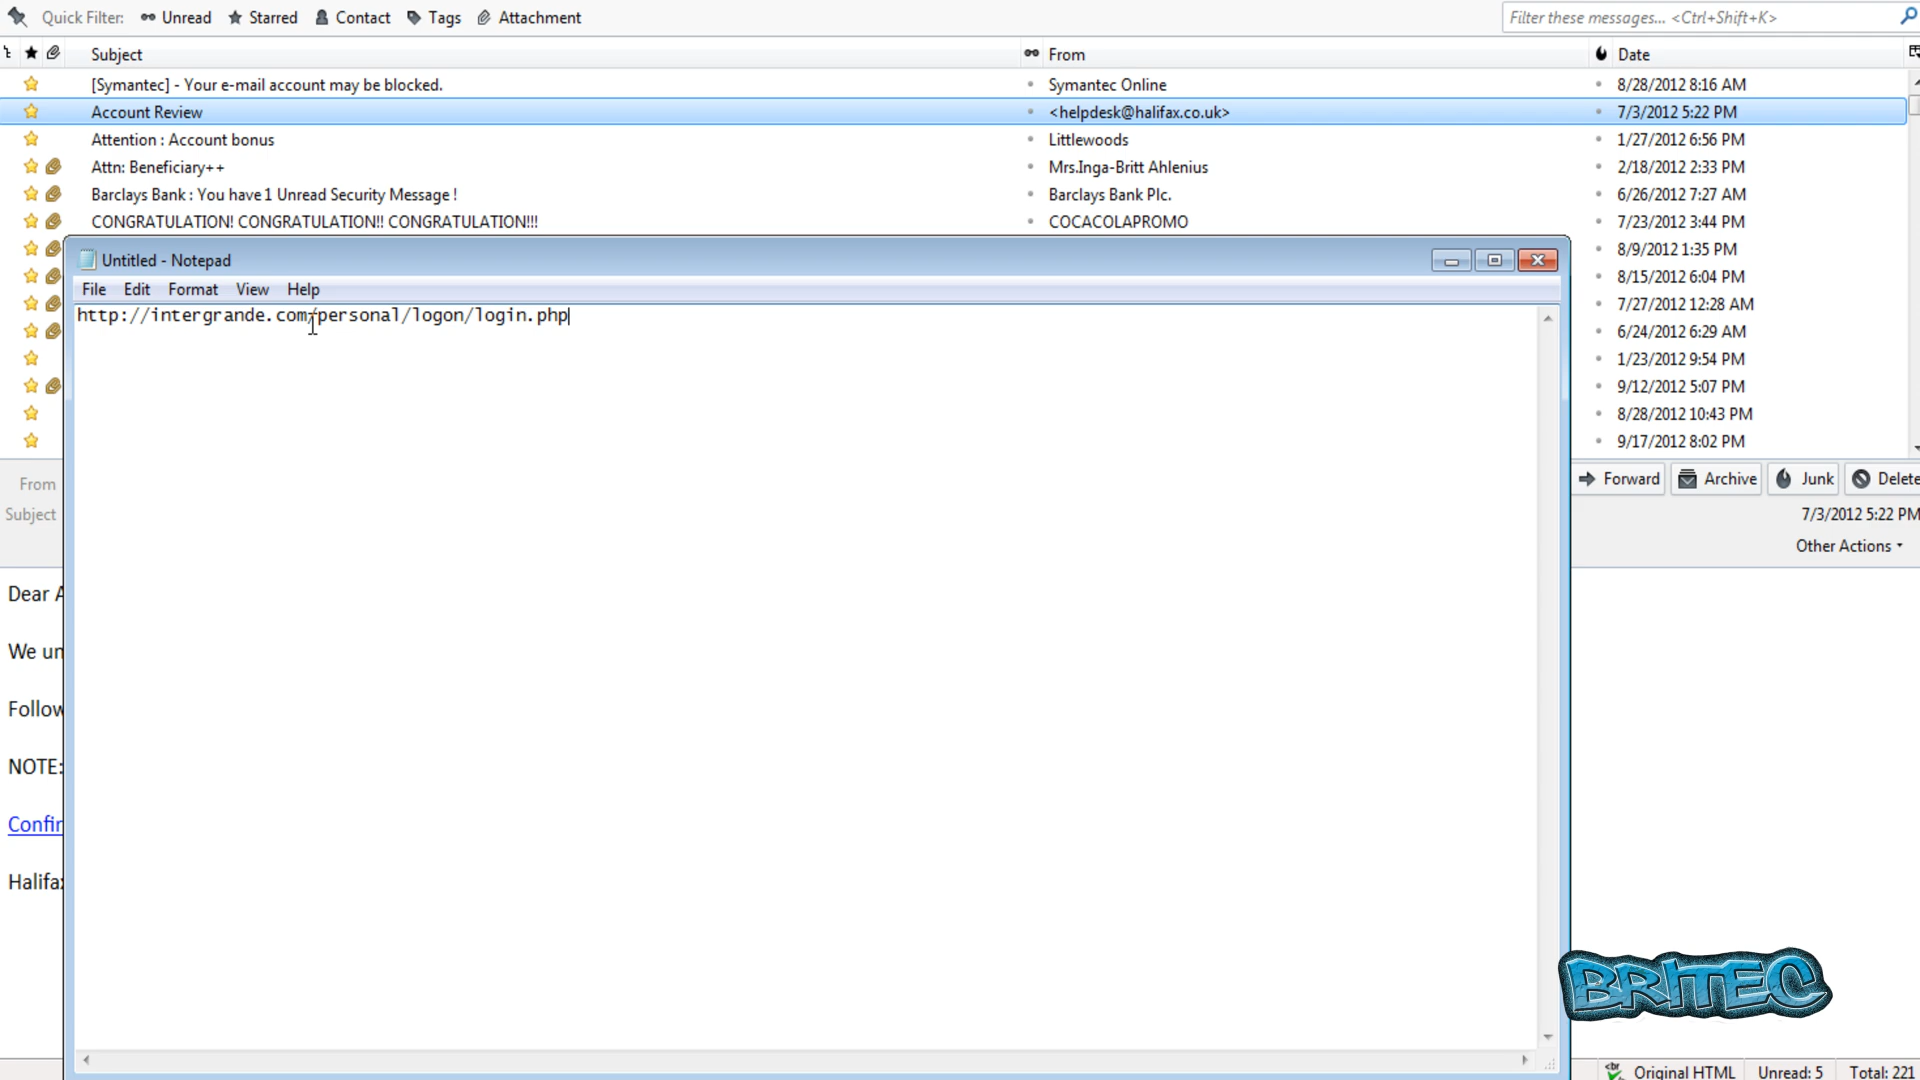 Quick Filter: Unread Starred Contact Tags Attachment Filter these messages... <Ctrl+Shift+K>
Subject From Date
[Symantec] - Your e-mail account may be blocked. Symantec Online 8/28/2012 8:16 AM
Account Review <helpdesk@halifax.co.uk> 7/3/2012 5:22 PM
Attention : Account bonus Littlewoods 1/27/2012 6:56 PM
Attn: Beneficiary++ Mrs.Inga-Britt Ahlenius 2/18/2012 2:33 PM
Barclays Bank : You have 1 Unread Security Message ! Barclays Bank Plc. 6/26/2012 7:27 AM
CONGRATULATION! CONGRATULATION!! CONGRATULATION!!! COCACOLAPROMO 7/23/2012 3:44 PM
8/9/2012 1:35 PM
Untitled - Notepad
8/15/2012 6:04 PM
File Edit Format View Help
7/27/2012 12:28 AM
http://intergrande.com/personal/logon/login.php
6/24/2012 6:29 AM
1/23/2012 9:54 PM
9/12/2012 5:07 PM
8/28/2012 10:43 PM
9/17/2012 8:02 PM
From Forward Archive Junk Delete
Subject 7/3/2012 5:22 PM
Other Actions
Dear A
We un
Follow
NOTE:
Confir
Halifax
BRITEC
Original HTML Unread: 5 Total: 221